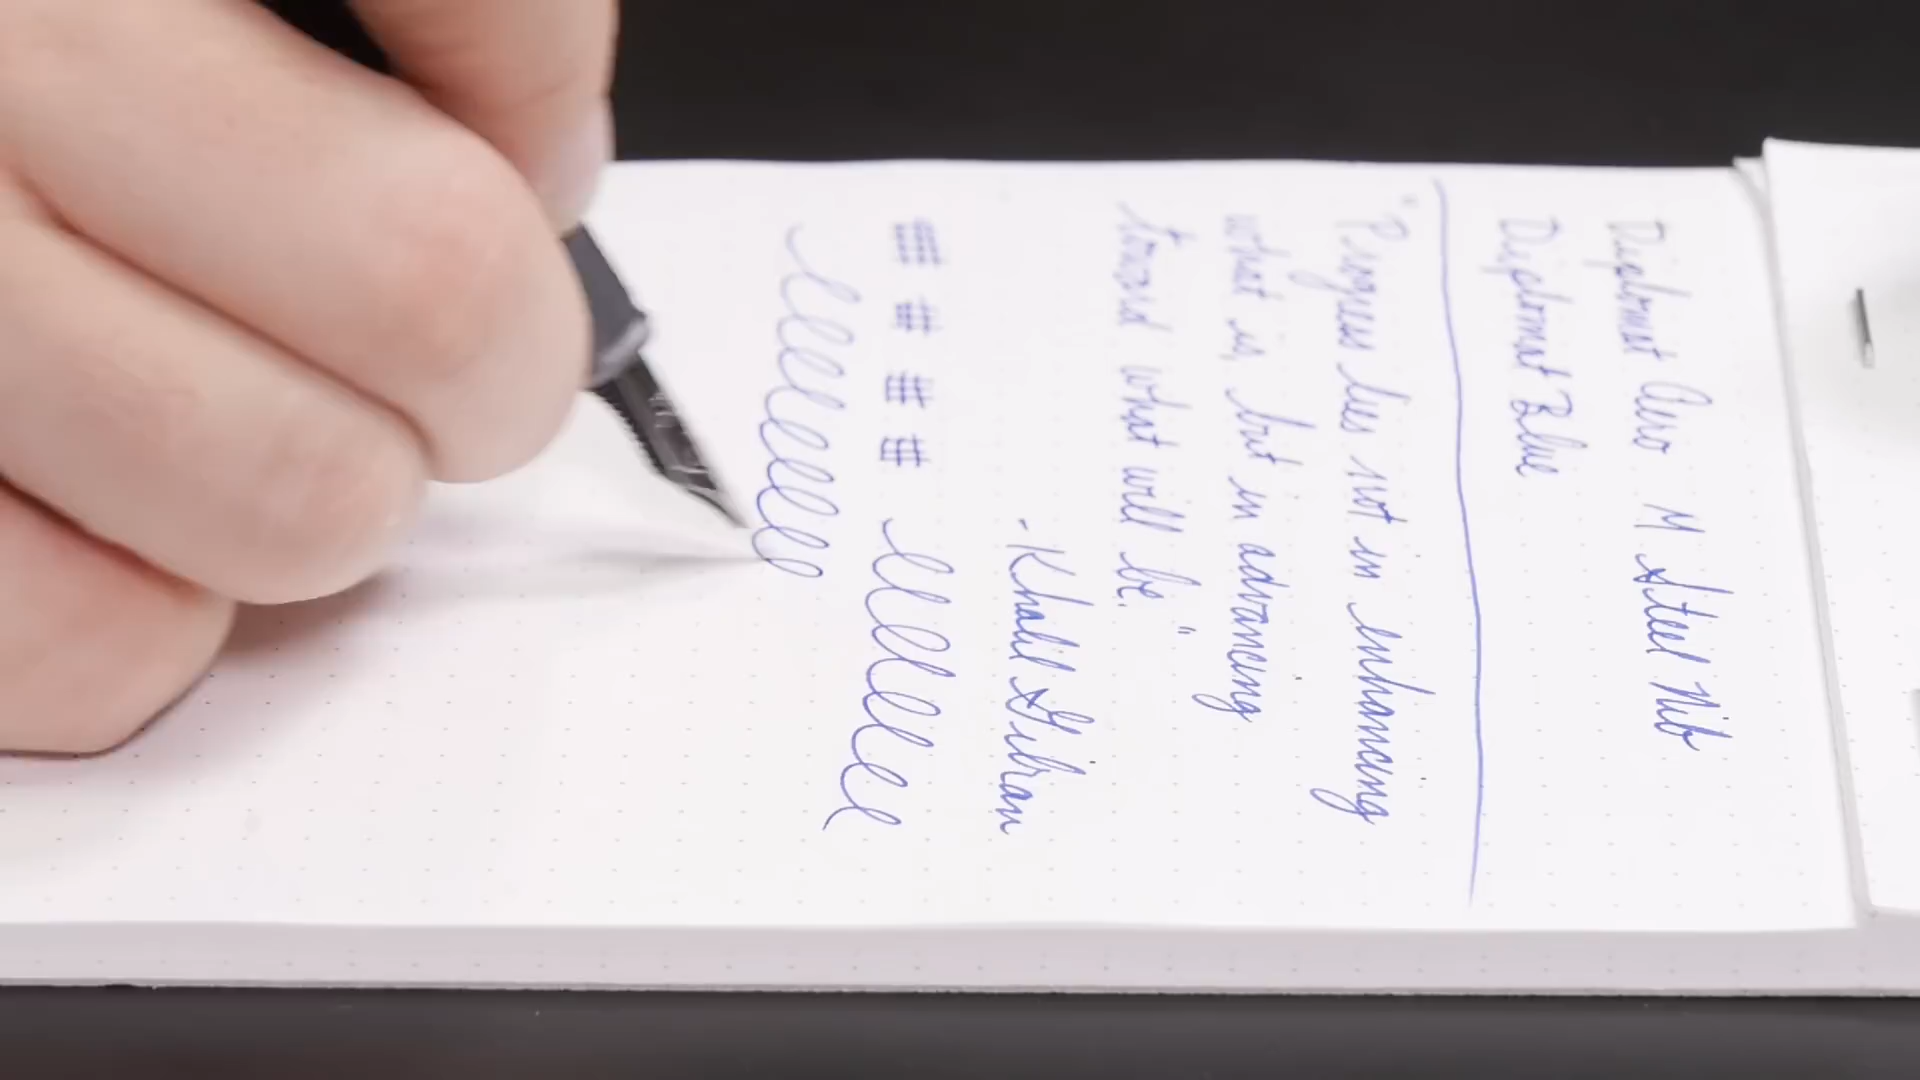 Diplomat Aero M Steel Nib
Diplomat Blue
"Progress lies not in enhancing
what is, but in advancing
toward what will be."
-Khalil Gibran